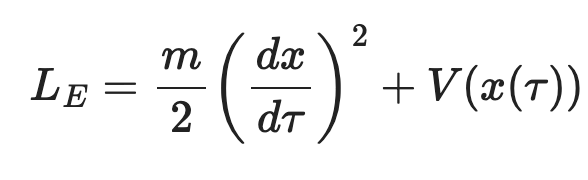 L_E = \frac{m}{2} \left( \frac{dx}{d\tau} \right)^2 + V(x(\tau))